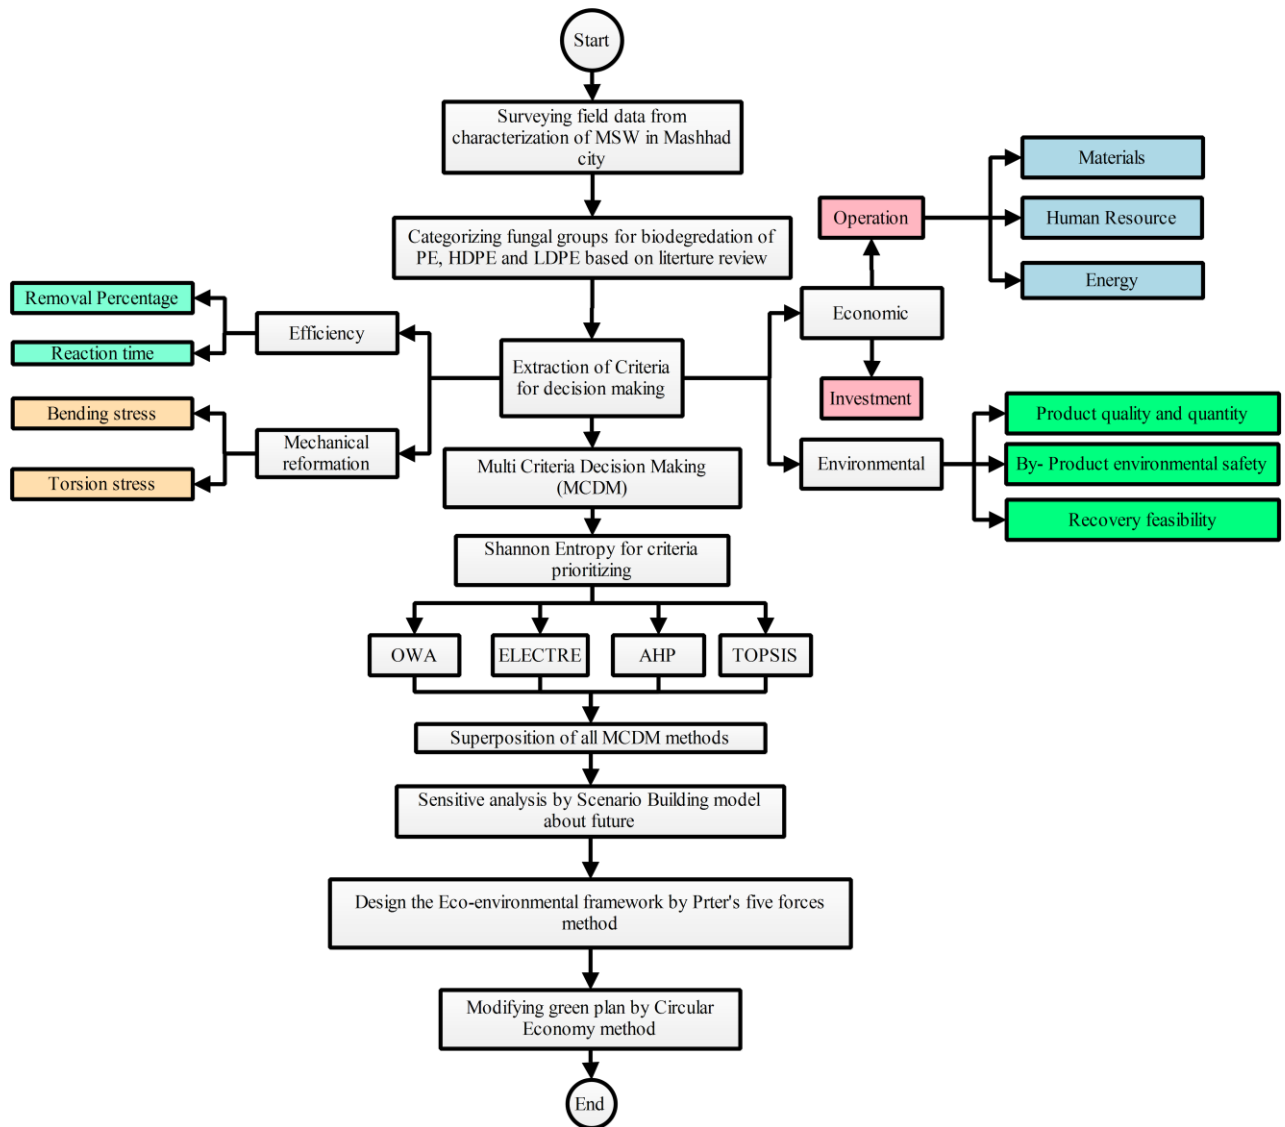 Start
Surveying field data from
characterization of MSW in Mashhad
city
Categorizing fungal groups for biodegredation of
PE, HDPE and LDPE based on literture review
Extraction of Criteria
for decision making
Efficiency
Removal Percentage
Reaction time
Mechanical
reformation
Bending stress
Torsion stress
Economic
Operation
Materials
Human Resource
Energy
Investment
Environmental
Product quality and quantity
By- Product environmental safety
Recovery feasibility
Multi Criteria Decision Making
(MCDM)
Shannon Entropy for criteria
prioritizing
OWA
ELECTRE
AHP
TOPSIS
Superposition of all MCDM methods
Sensitive analysis by Scenario Building model
about future
Design the Eco-environmental framework by Prter's five forces
method
Modifying green plan by Circular
Economy method
End